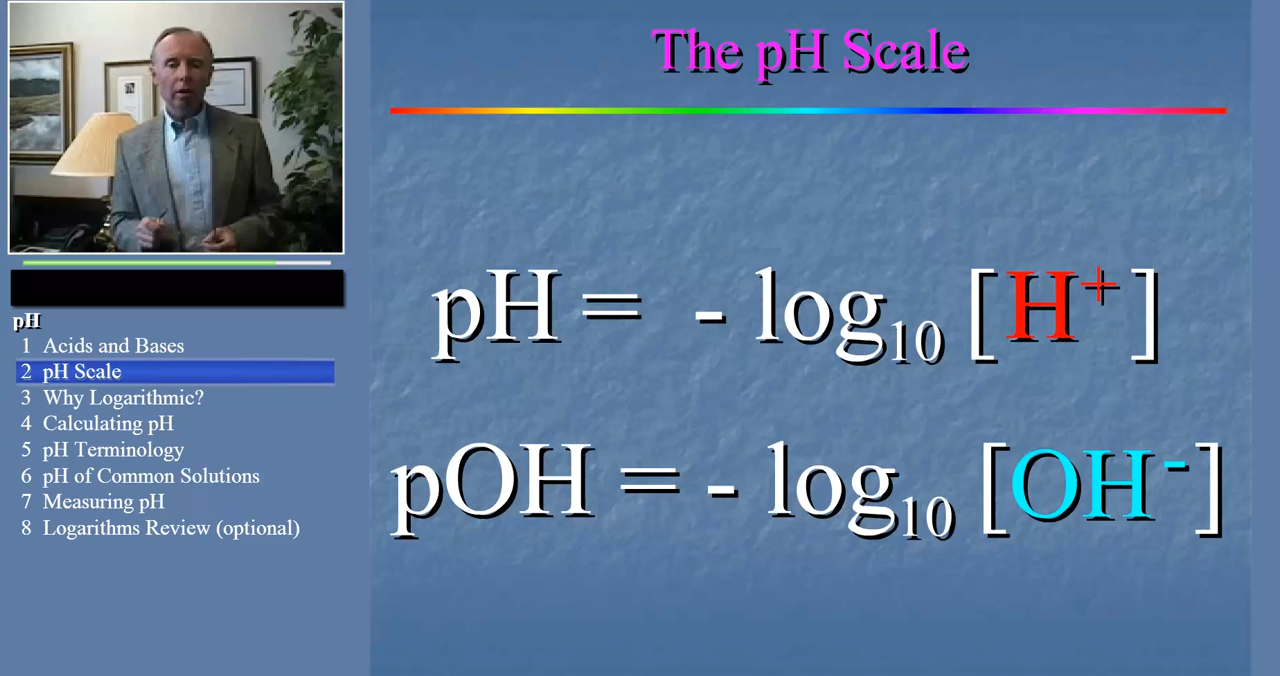 The pH Scale
pH = - log₁₀ [H⁺]
pOH = - log₁₀ [OH⁻]
pH
1 Acids and Bases
2 pH Scale
3 Why Logarithmic?
4 Calculating pH
5 pH Terminology
6 pH of Common Solutions
7 Measuring pH
8 Logarithms Review (optional)